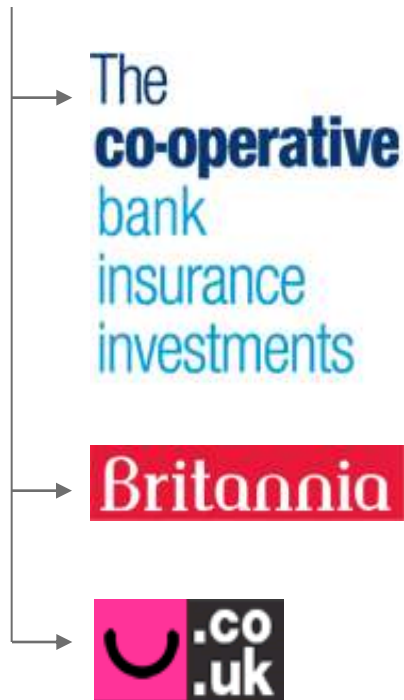 The
co-operative
bank
insurance
investments
Britannia
.co
.uk